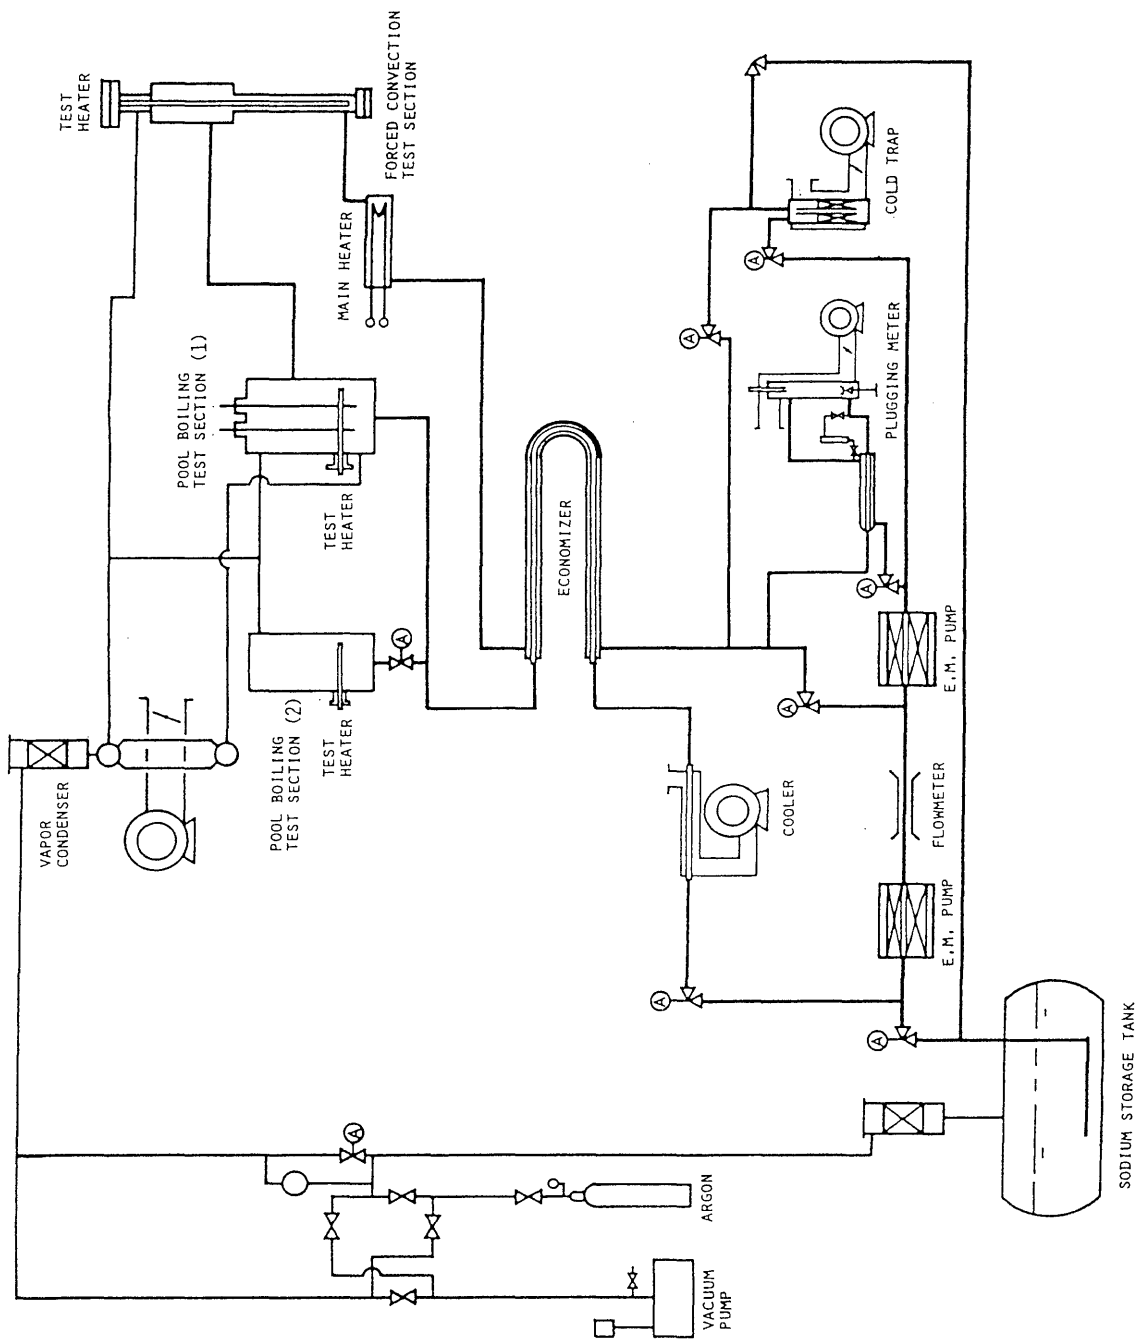 TEST
HEATER
FORCED CONVECTION
TEST SECTION
MAIN HEATER
POOL BOILING
TEST SECTION (1)
TEST
HEATER
COLD TRAP
A
A
PLUGGING METER
ECONOMIZER
A
A
E.M. PUMP
POOL BOILING
TEST SECTION (2)
TEST
HEATER
A
VAPOR
CONDENSER
COOLER
FLOWMETER
E.M. PUMP
A
A
A
SODIUM STORAGE TANK
ARGON
VACUUM
PUMP